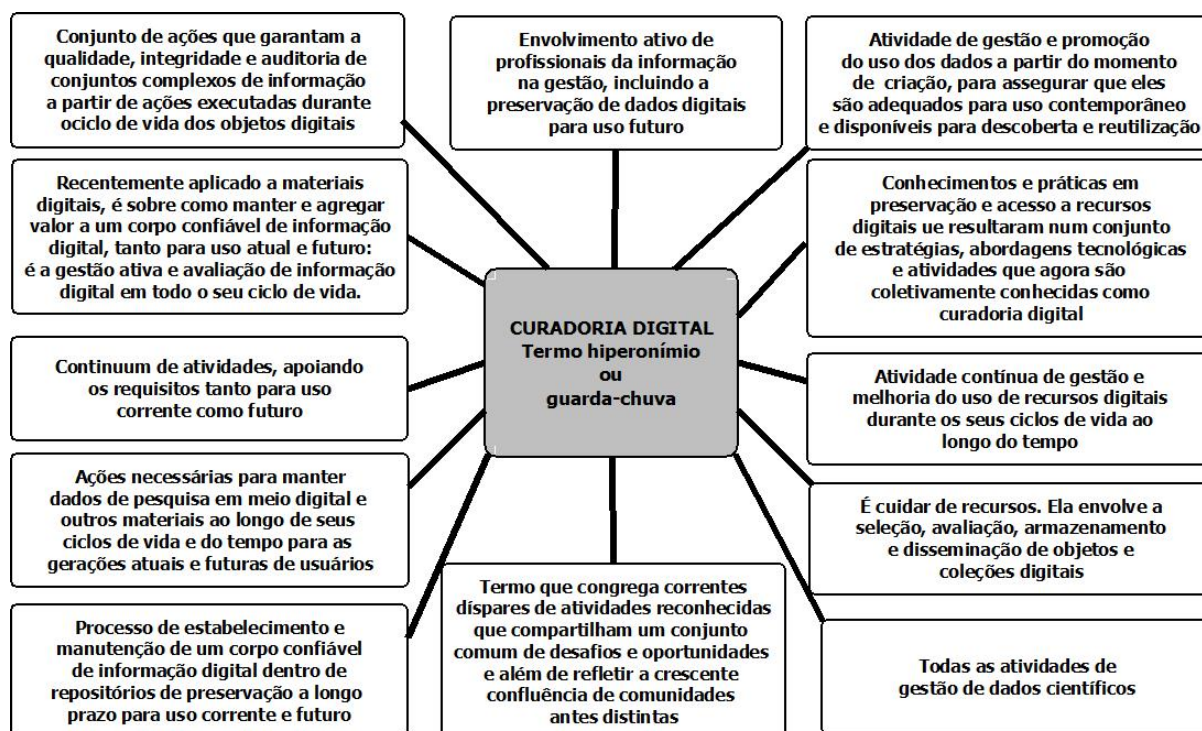 Conjunto de ações que garantam a
qualidade, integridade e auditoria de
conjuntos complexos de informação
a partir de ações executadas durante
ociclo de vida dos objetos digitais
Envolvimento ativo de
profissionais da informação
na gestão, incluindo a
preservação de dados digitais
para uso futuro
Atividade de gestão e promoção
do uso dos dados a partir do momento
de criação, para assegurar que eles
são adequados para uso contemporâneo
e disponíveis para descoberta e reutilização
Recentemente aplicado a materiais
digitais, é sobre como manter e agregar
valor a um corpo confiável de informação
digital, tanto para uso atual e futuro:
é a gestão ativa e avaliação de informação
digital em todo o seu ciclo de vida.
Conhecimentos e práticas em
preservação e acesso a recursos
digitais ue resultaram num conjunto
de estratégias, abordagens tecnológicas
e atividades que agora são
coletivamente conhecidas como
curadoria digital
CURADORIA DIGITAL
Termo hiperonímio
ou
guarda-chuva
Continuum de atividades, apoiando
os requisitos tanto para uso
corrente como futuro
Atividade contínua de gestão e
melhoria do uso de recursos digitais
durante os seus ciclos de vida ao
longo do tempo
Ações necessárias para manter
dados de pesquisa em meio digital e
outros materiais ao longo de seus
ciclos de vida e do tempo para as
gerações atuais e futuras de usuários
É cuidar de recursos. Ela envolve a
seleção, avaliação, armazenamento
e disseminação de objetos e
coleções digitais
Processo de estabelecimento e
manutenção de um corpo confiável
de informação digital dentro de
repositórios de preservação a longo
prazo para uso corrente e futuro
Termo que congrega correntes
díspares de atividades reconhecidas
que compartilham um conjunto
comum de desafios e oportunidades
e além de refletir a crescente
confluência de comunidades
antes distintas
Todas as atividades de
gestão de dados científicos